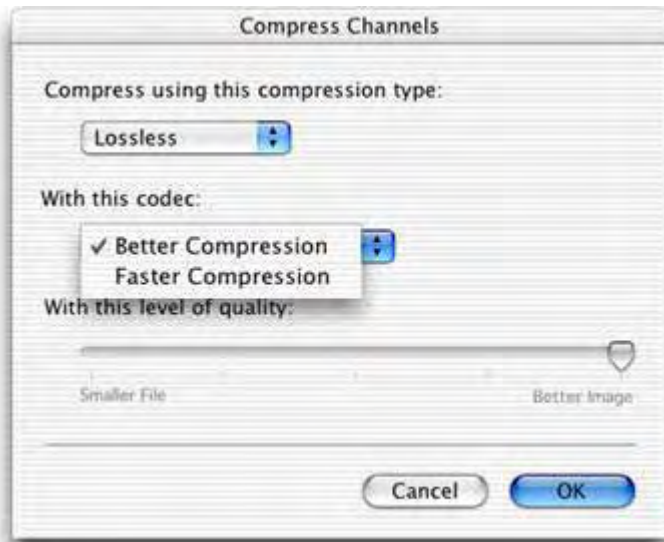 Compress Channels
Compress using this compression type:
Lossless
With this codec:
✓ Better Compression
Faster Compression
With this level of quality:
Smaller File Better Image
Cancel OK